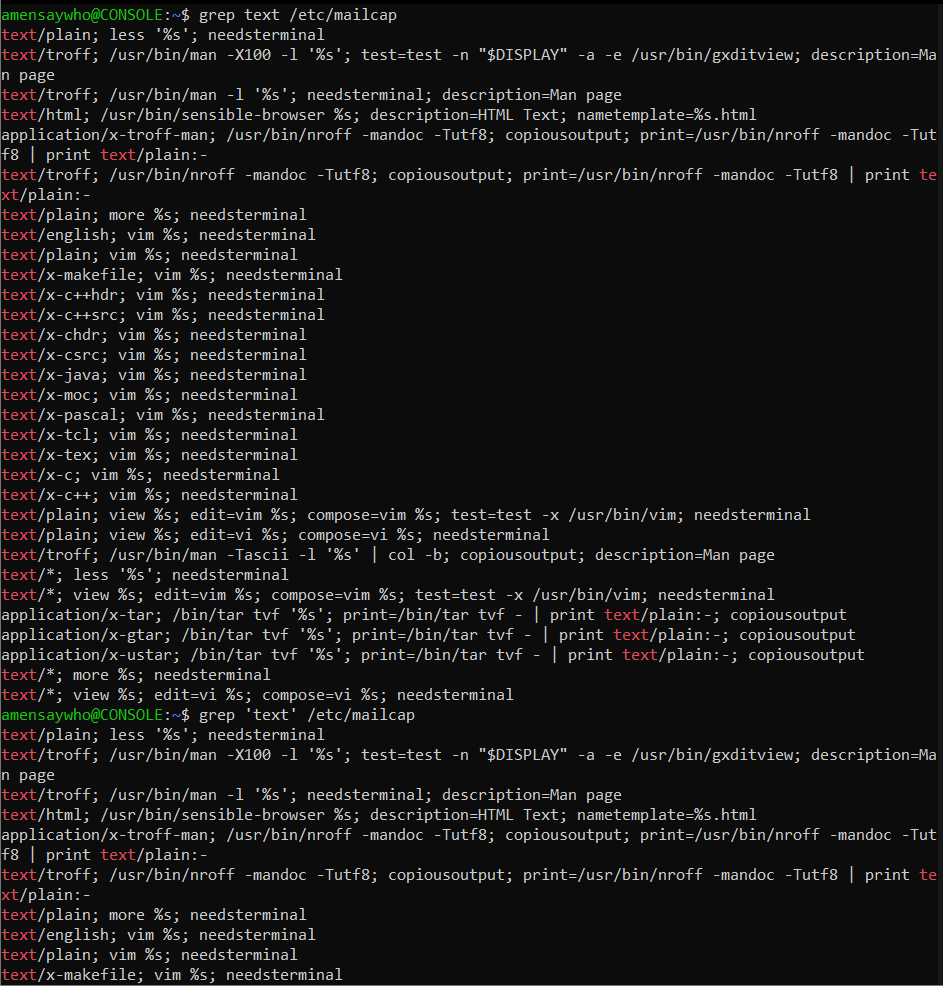 amensaywho@CONSOLE:~$ grep text /etc/mailcap
text/plain; less '%s'; needsterminal
text/troff; /usr/bin/man -X100 -l '%s'; test=test -n "$DISPLAY" -a -e /usr/bin/gxditview; description=Ma
n page
text/troff; /usr/bin/man -l '%s'; needsterminal; description=Man page
text/html; /usr/bin/sensible-browser %s; description=HTML Text; nametemplate=%s.html
application/x-troff-man; /usr/bin/nroff -mandoc -Tutf8; copiousoutput; print=/usr/bin/nroff -mandoc -Tut
f8 | print text/plain:-
text/troff; /usr/bin/nroff -mandoc -Tutf8; copiousoutput; print=/usr/bin/nroff -mandoc -Tutf8 | print te
xt/plain:-
text/plain; more %s; needsterminal
text/english; vim %s; needsterminal
text/plain; vim %s; needsterminal
text/x-makefile; vim %s; needsterminal
text/x-c++hdr; vim %s; needsterminal
text/x-c++src; vim %s; needsterminal
text/x-chdr; vim %s; needsterminal
text/x-csrc; vim %s; needsterminal
text/x-java; vim %s; needsterminal
text/x-moc; vim %s; needsterminal
text/x-pascal; vim %s; needsterminal
text/x-tcl; vim %s; needsterminal
text/x-tex; vim %s; needsterminal
text/x-c; vim %s; needsterminal
text/x-c++; vim %s; needsterminal
text/plain; view %s; edit=vim %s; compose=vim %s; test=test -x /usr/bin/vim; needsterminal
text/plain; view %s; edit=vi %s; compose=vi %s; needsterminal
text/troff; /usr/bin/man -Tascii -l '%s' | col -b; copiousoutput; description=Man page
text/*; less '%s'; needsterminal
text/*; view %s; edit=vim %s; compose=vim %s; test=test -x /usr/bin/vim; needsterminal
application/x-tar; /bin/tar tvf '%s'; print=/bin/tar tvf - | print text/plain:-; copiousoutput
application/x-gtar; /bin/tar tvf '%s'; print=/bin/tar tvf - | print text/plain:-; copiousoutput
application/x-ustar; /bin/tar tvf '%s'; print=/bin/tar tvf - | print text/plain:-; copiousoutput
text/*; more %s; needsterminal
text/*; view %s; edit=vi %s; compose=vi %s; needsterminal
amensaywho@CONSOLE:~$ grep 'text' /etc/mailcap
text/plain; less '%s'; needsterminal
text/troff; /usr/bin/man -X100 -l '%s'; test=test -n "$DISPLAY" -a -e /usr/bin/gxditview; description=Ma
n page
text/troff; /usr/bin/man -l '%s'; needsterminal; description=Man page
text/html; /usr/bin/sensible-browser %s; description=HTML Text; nametemplate=%s.html
application/x-troff-man; /usr/bin/nroff -mandoc -Tutf8; copiousoutput; print=/usr/bin/nroff -mandoc -Tut
f8 | print text/plain:-
text/troff; /usr/bin/nroff -mandoc -Tutf8; copiousoutput; print=/usr/bin/nroff -mandoc -Tutf8 | print te
xt/plain:-
text/plain; more %s; needsterminal
text/english; vim %s; needsterminal
text/plain; vim %s; needsterminal
text/x-makefile; vim %s; needsterminal